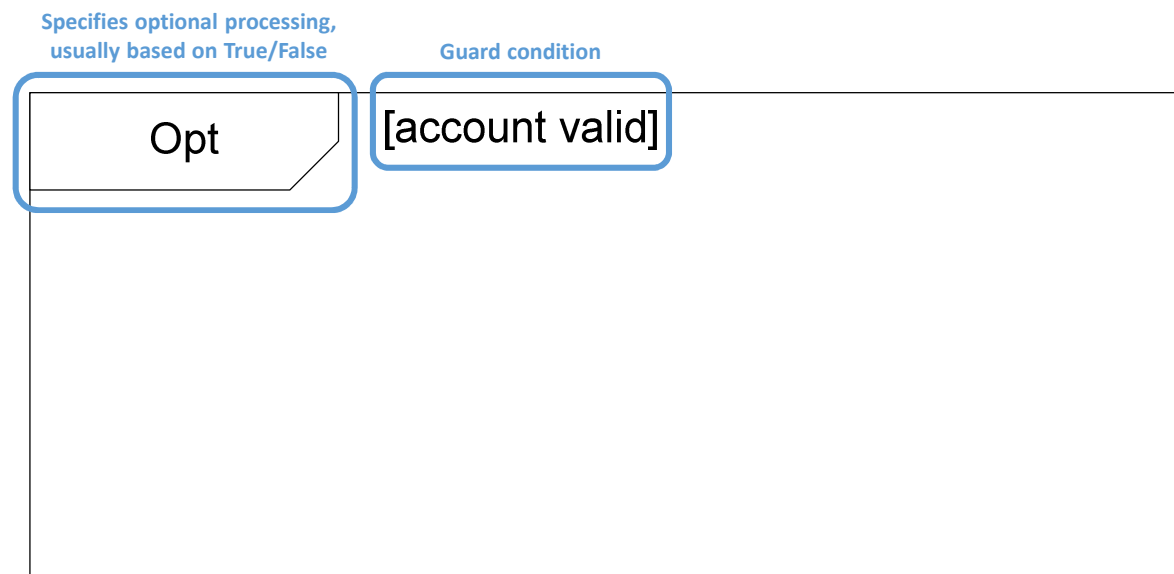 Specifies optional processing,
usually based on True/False
Guard condition
Opt
[account valid]